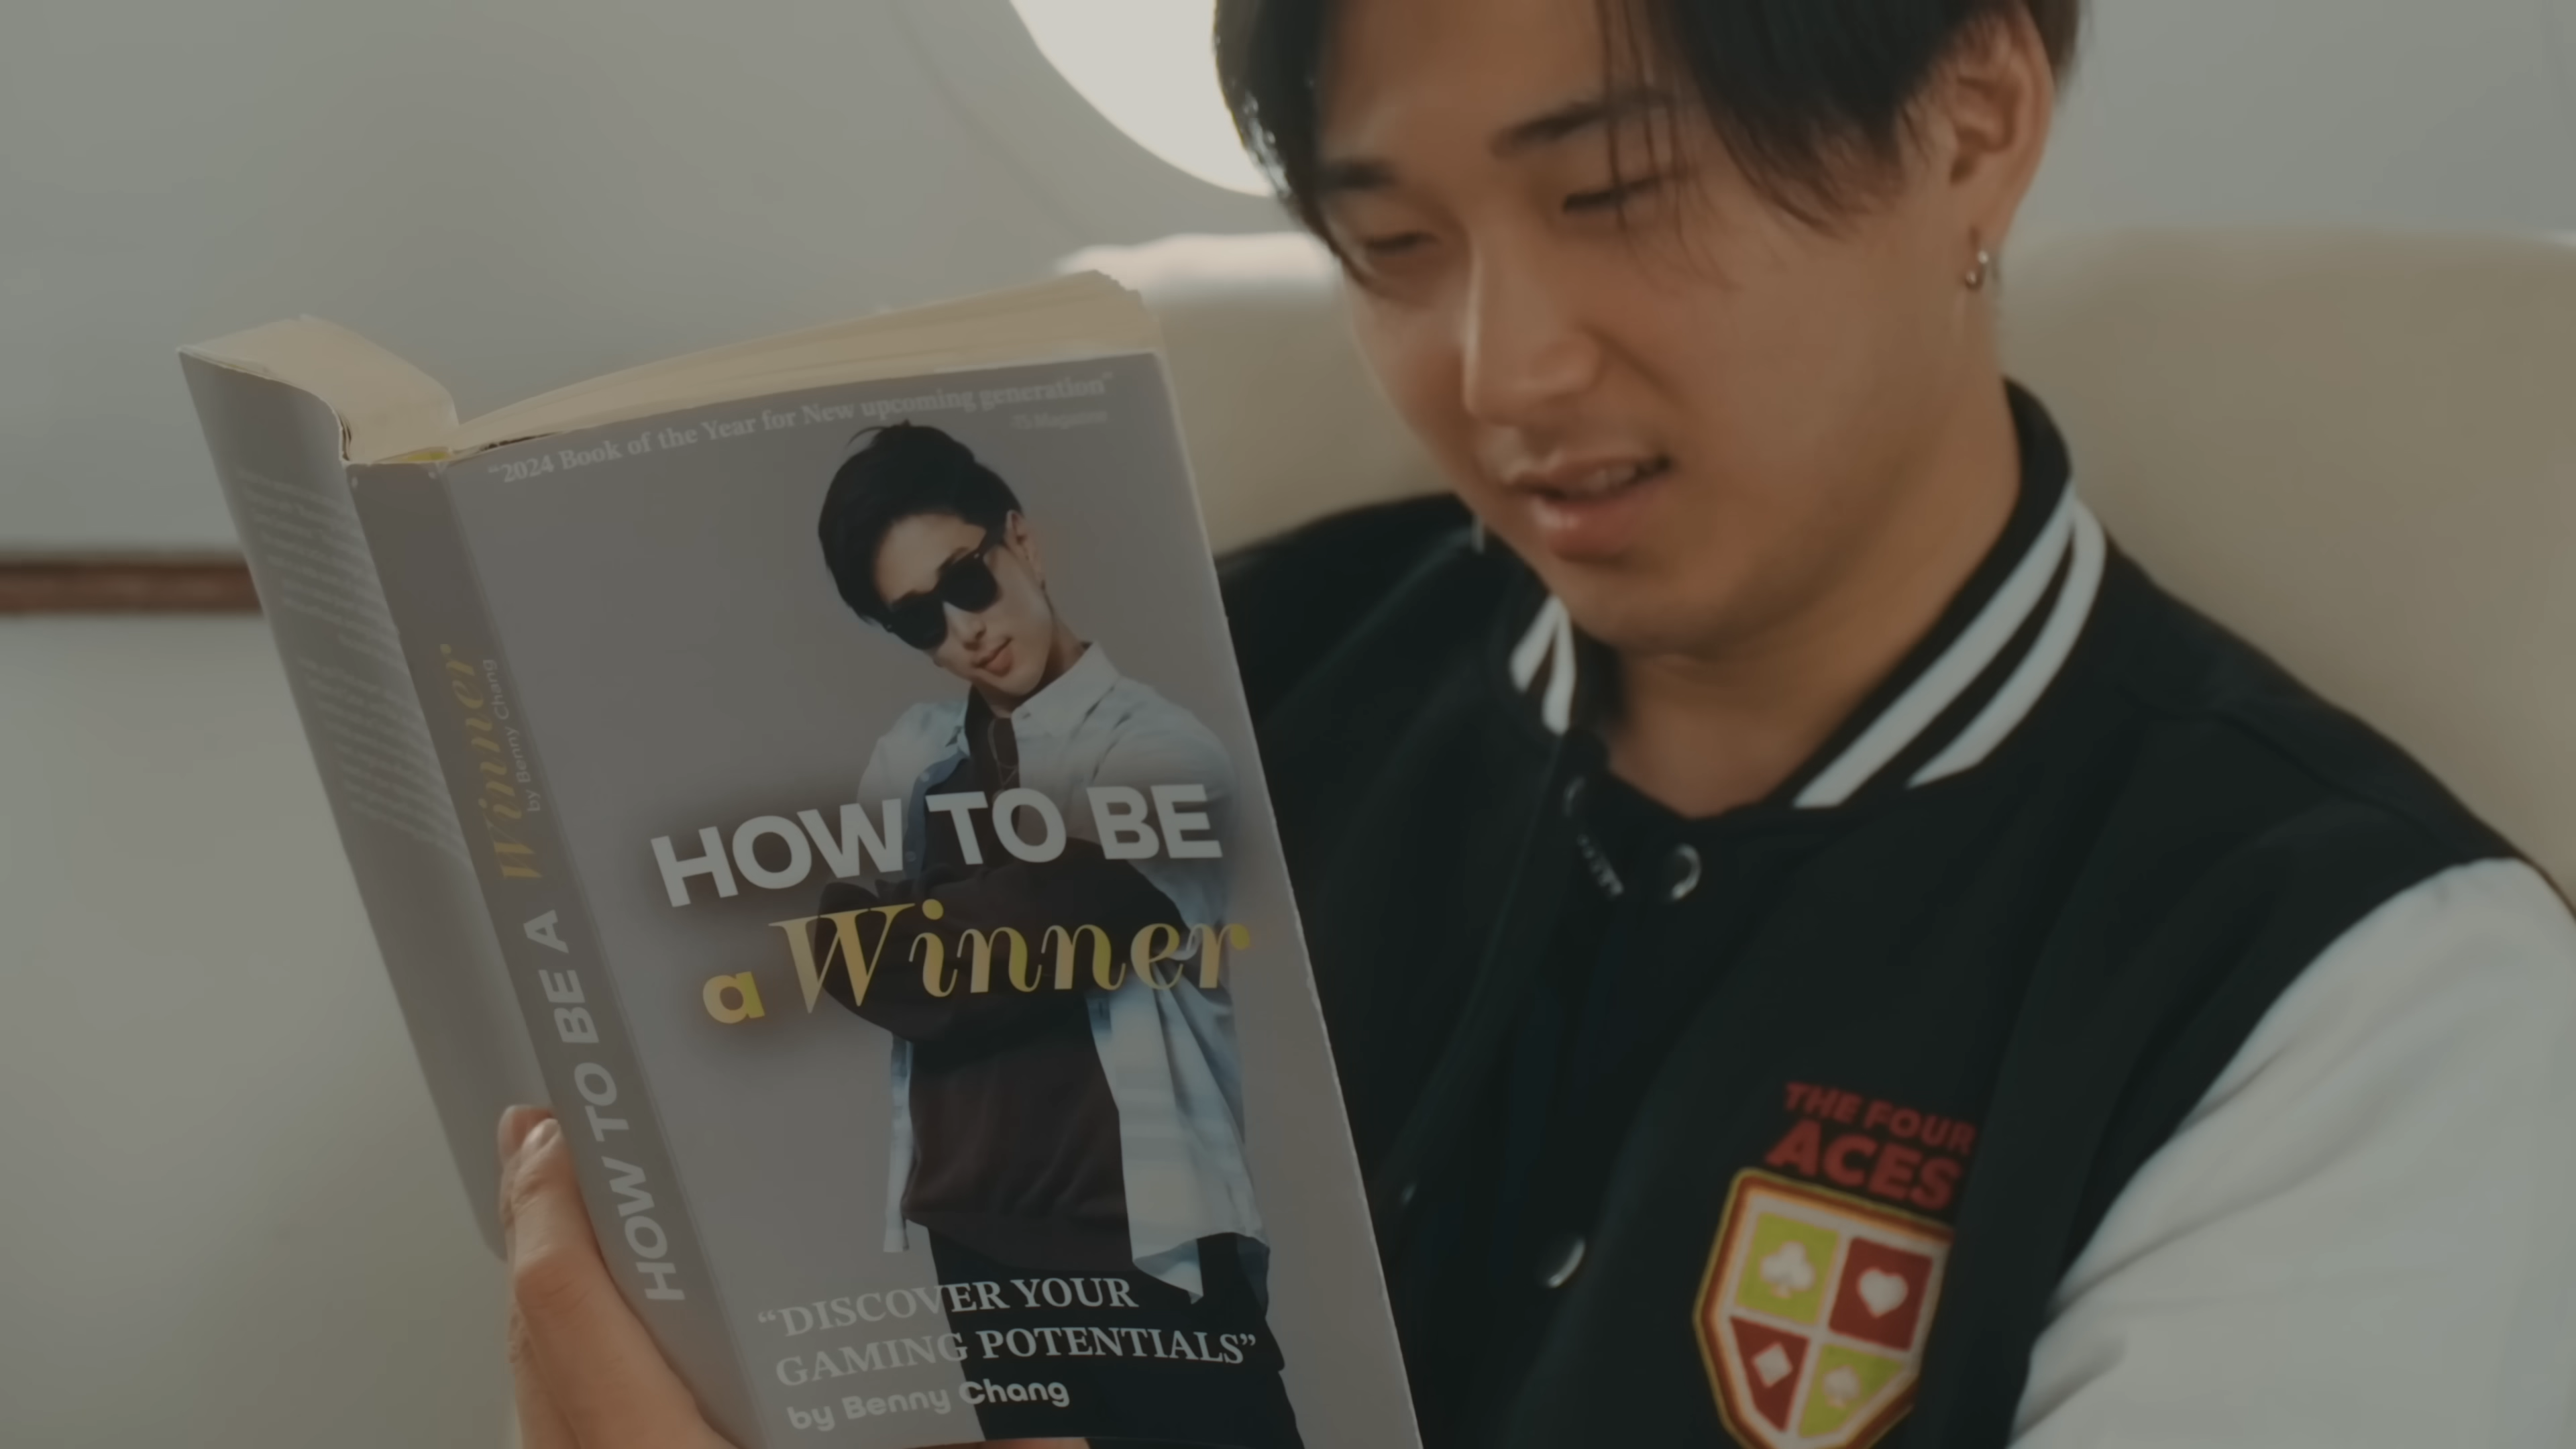 “2024 Book of the Year for New upcoming generation”
HOW TO BE
a Winner
“DISCOVER YOUR
GAMING POTENTIALS”
by Benny Chang
HOW TO BE A Winner
by Benny Chang
THE FOUR
ACES